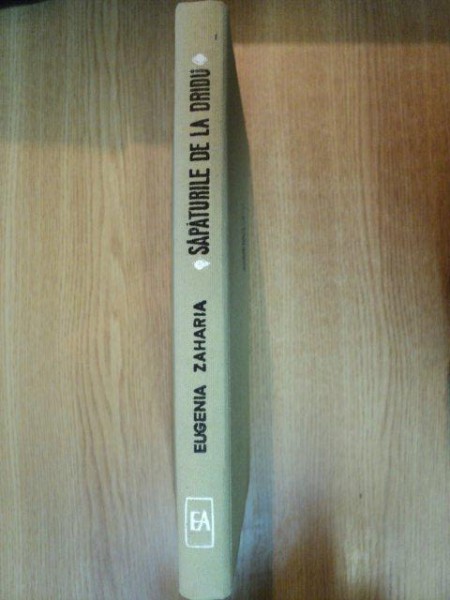 SĂPĂTURILE DE LA DRIDU
EUGENIA ZAHARIA
EA